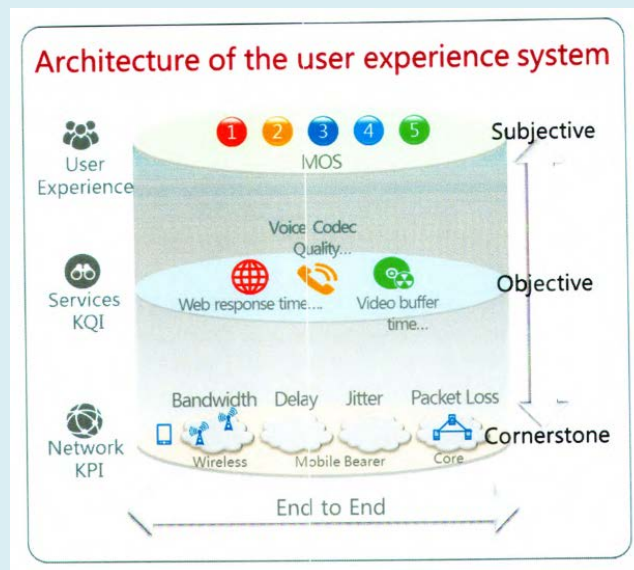 Architecture of the user experience system
1 2 3 4 5
Subjective
MOS
User
Experience
Voice Codec
Quality...
Services
KQI
Web response time....
Video buffer
time...
Objective
Bandwidth Delay Jitter Packet Loss
Network
KPI
Wireless
Mobile Bearer
Core
Cornerstone
End to End